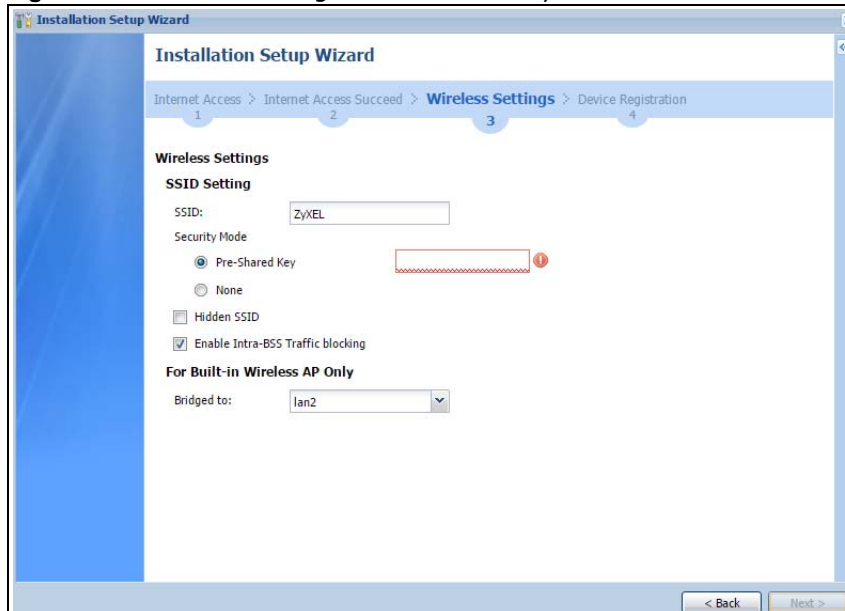 Installation Setup Wizard
Installation Setup Wizard
Internet Access > Internet Access Succeed > Wireless Settings > Device Registration
1 2 3 4
Wireless Settings
SSID Setting
SSID: ZyXEL
Security Mode
Pre-Shared Key
None
Hidden SSID
Enable Intra-BSS Traffic blocking
For Built-in Wireless AP Only
Bridged to: lan2
< Back Next >